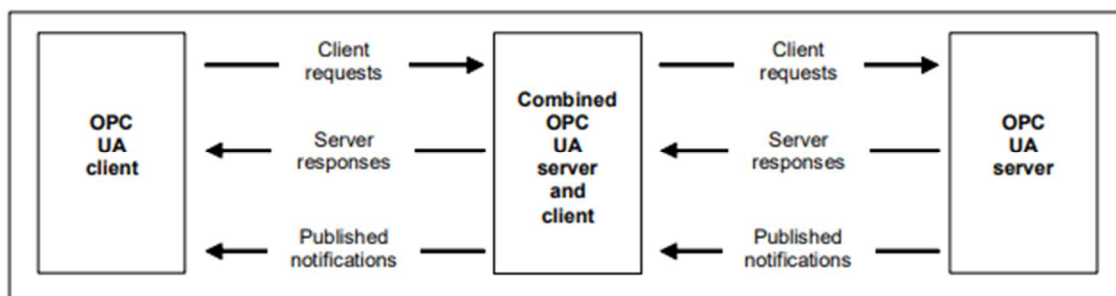 OPC
UA
client
Client
requests
Server
responses
Published
notifications
Combined
OPC
UA
server
and
client
Client
requests
Server
responses
Published
notifications
OPC
UA
server